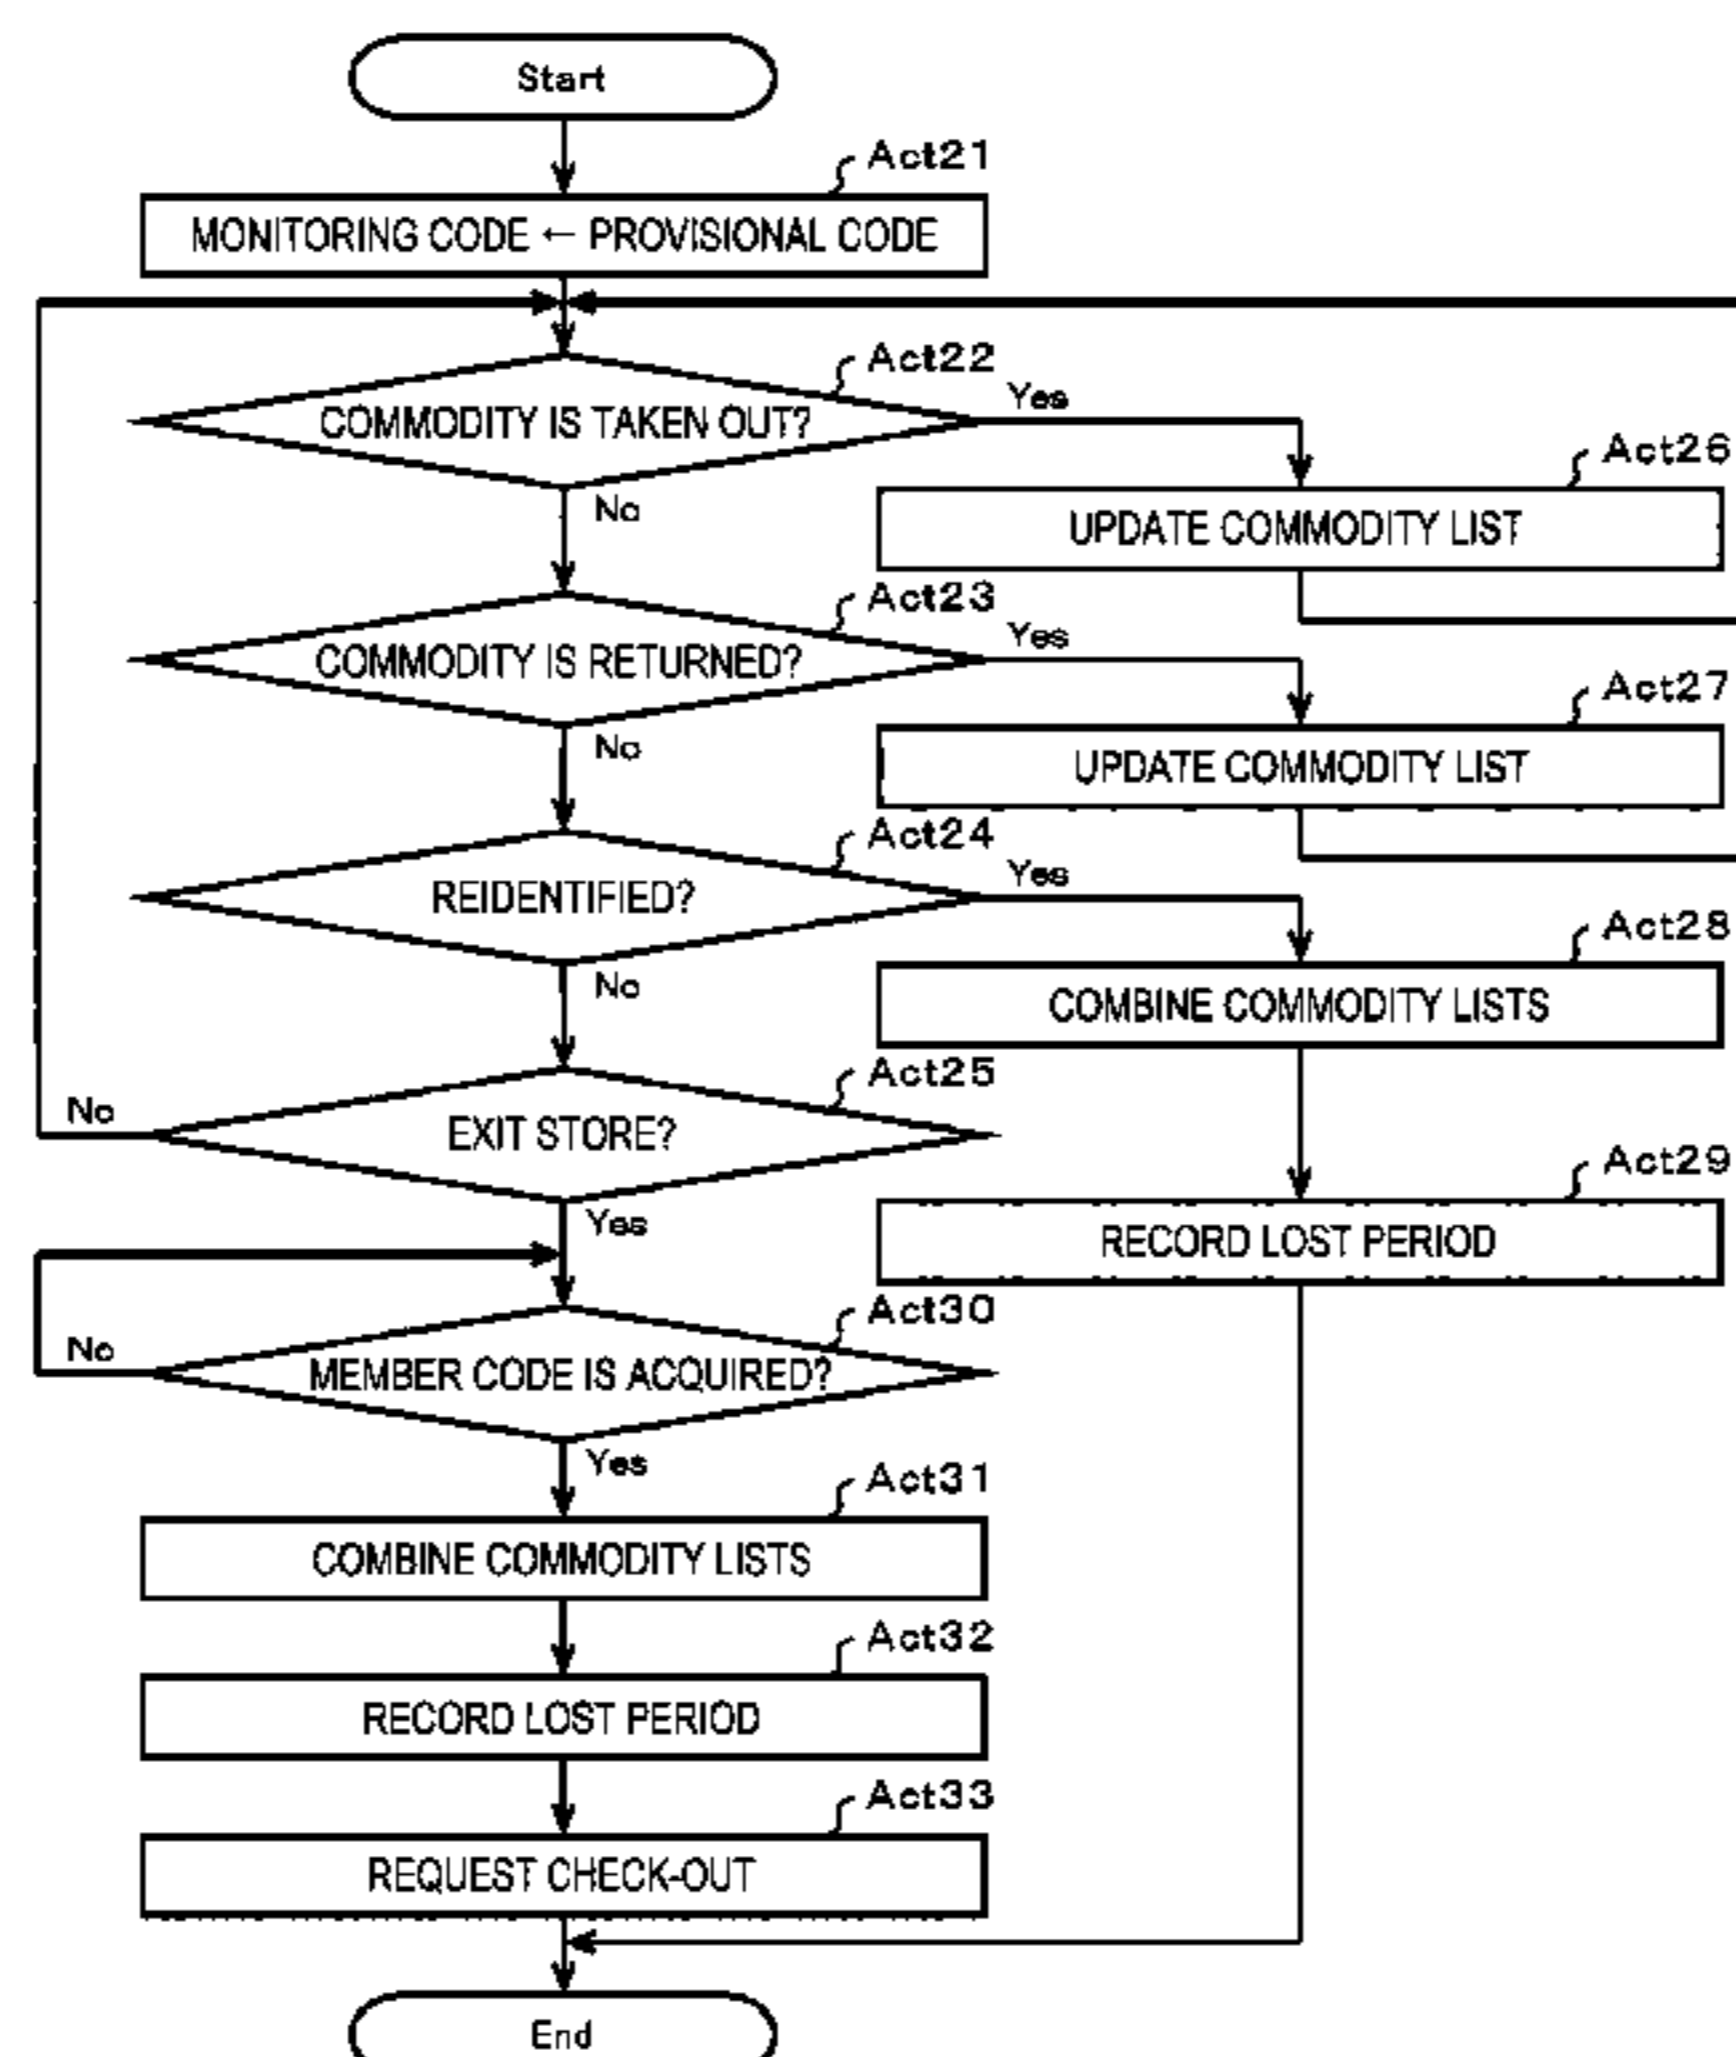 Start
Act21
MONITORING CODE ← PROVISIONAL CODE
Act22
COMMODITY IS TAKEN OUT?
Yes
No
Act26
UPDATE COMMODITY LIST
Act23
COMMODITY IS RETURNED?
Yes
No
Act27
UPDATE COMMODITY LIST
Act24
REIDENTIFIED?
Yes
No
Act28
COMBINE COMMODITY LISTS
Act25
EXIT STORE?
No
Yes
Act29
RECORD LOST PERIOD
Act30
MEMBER CODE IS ACQUIRED?
No
Yes
Act31
COMBINE COMMODITY LISTS
Act32
RECORD LOST PERIOD
Act33
REQUEST CHECK-OUT
End